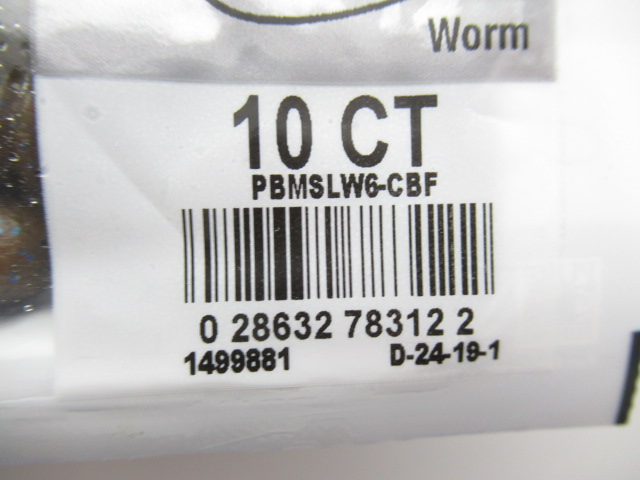 Worm
10 CT
PBMSLW6-CBF
0 28632 78312 2
1499881 D-24-19-1